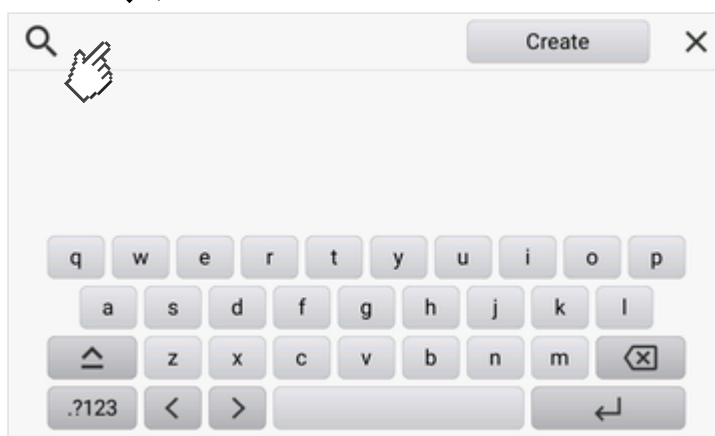 Create
q w e r t y u i o p
a s d f g h j k l
z x c v b n m
.?123 < >